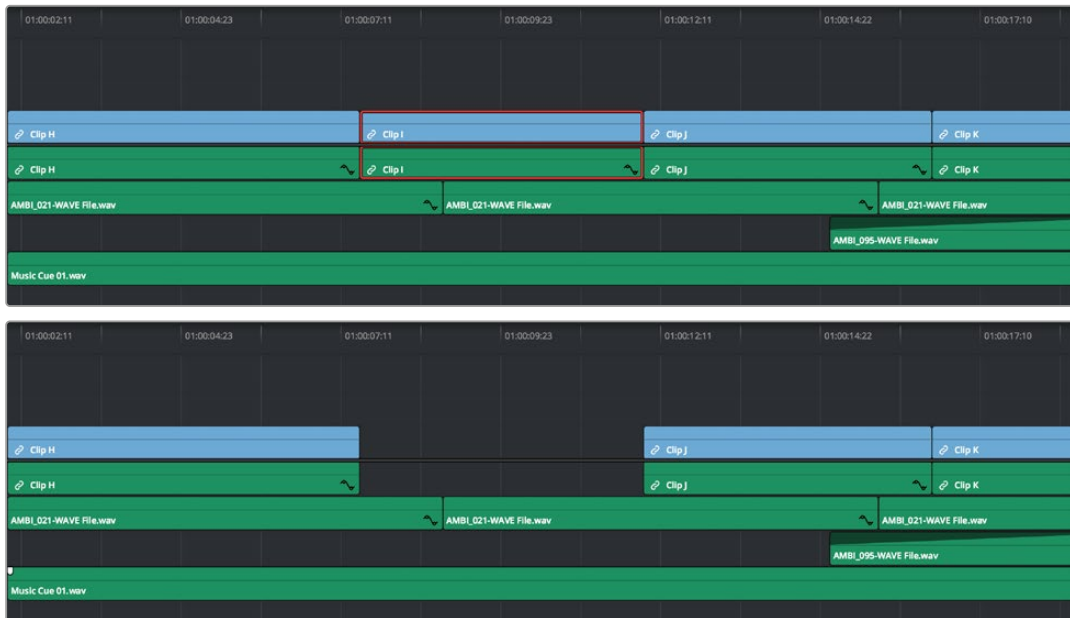 01:00:02:11 01:00:04:23 01:00:07:11 01:00:09:23 01:00:12:11 01:00:14:22 01:00:17:10
Clip H Clip I Clip J Clip K
Clip H Clip I Clip J Clip K
AMBI_021-WAVE File.wav AMBI_021-WAVE File.wav AMBI_021-WAVE File.wav
AMBI_095-WAVE File.wav
Music Cue 01.wav
01:00:02:11 01:00:04:23 01:00:07:11 01:00:09:23 01:00:12:11 01:00:14:22 01:00:17:10
Clip H Clip J Clip K
Clip H Clip J Clip K
AMBI_021-WAVE File.wav AMBI_021-WAVE File.wav AMBI_021-WAVE File.wav
AMBI_095-WAVE File.wav
Music Cue 01.wav